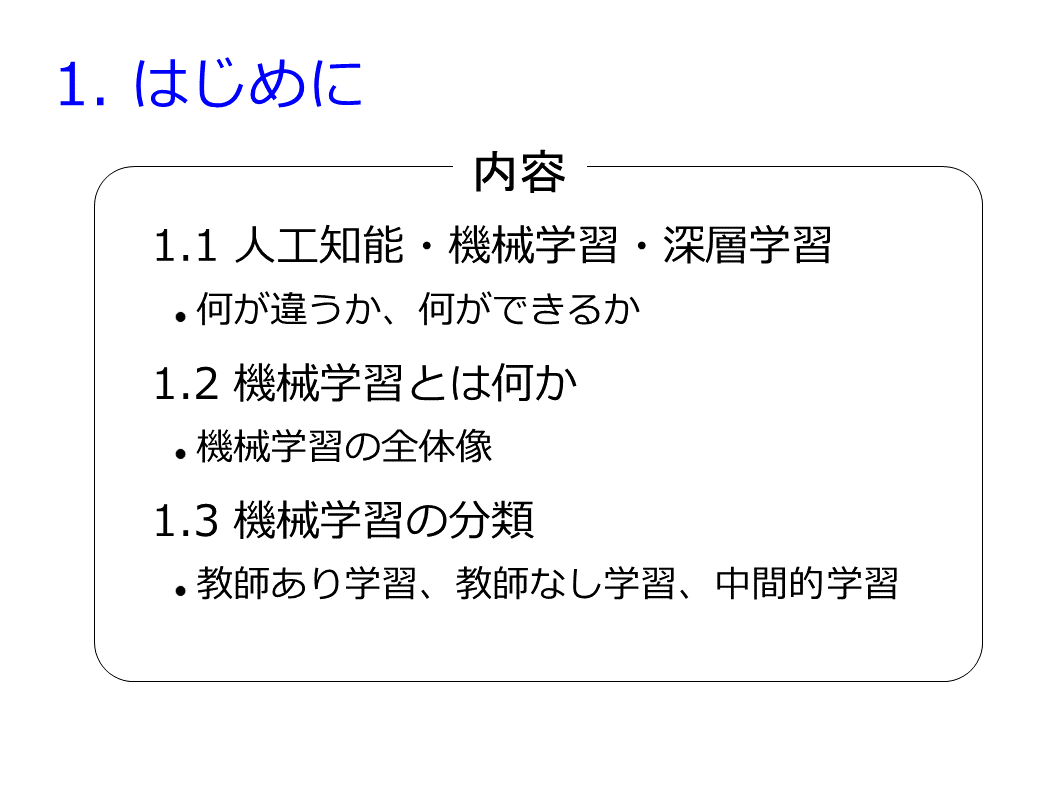 1. はじめに
内容
1.1 人工知能・機械学習・深層学習
● 何が違うか、何ができるか
1.2 機械学習とは何か
● 機械学習の全体像
1.3 機械学習の分類
● 教師あり学習、教師なし学習、中間的学習